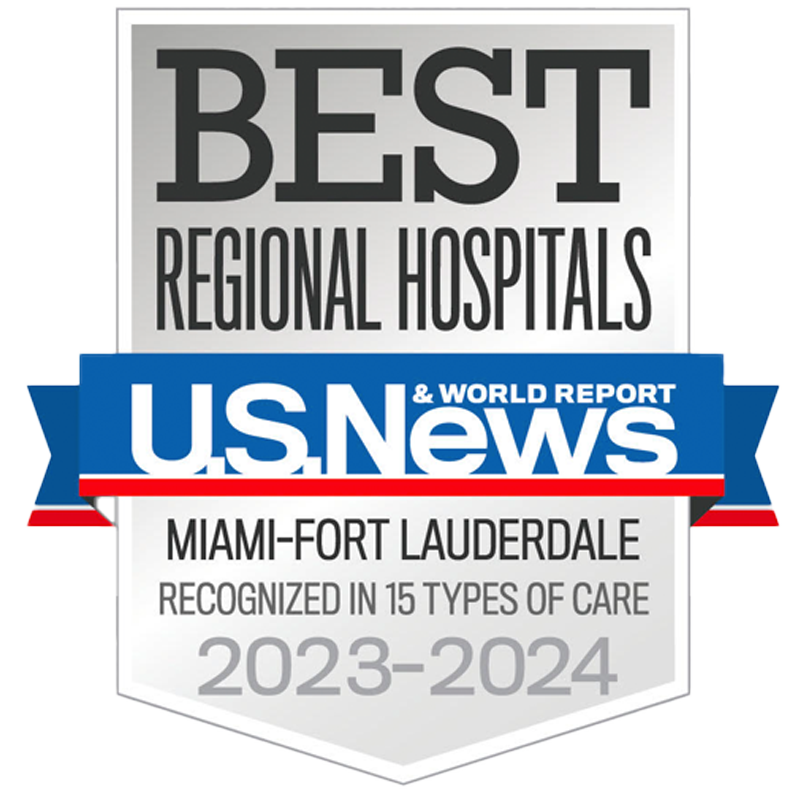 BEST
REGIONAL HOSPITALS
U.S.News & WORLD REPORT
MIAMI-FORT LAUDERDALE
RECOGNIZED IN 15 TYPES OF CARE
2023-2024